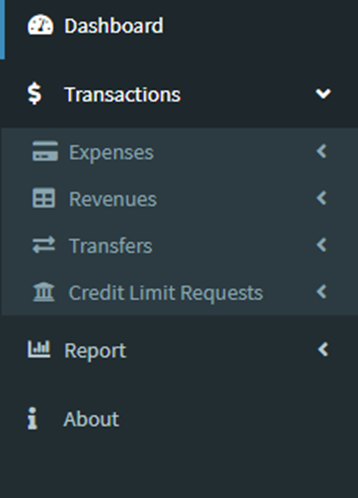 Dashboard
Transactions
Expenses
Revenues
Transfers
Credit Limit Requests
Report
About